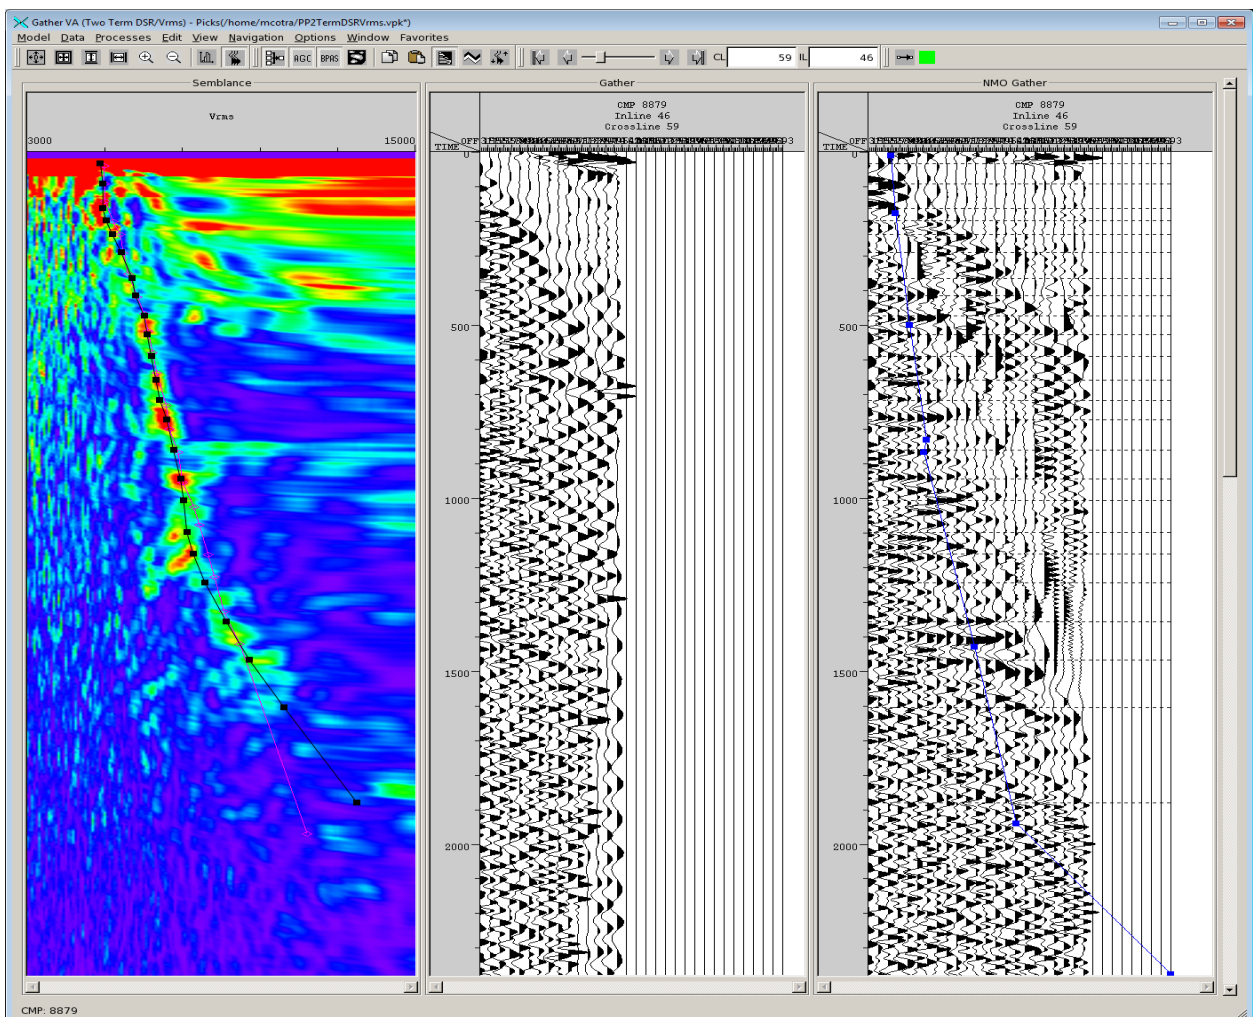 Gather VA (Two Term DSR/Vrms) - Picks(/home/mcotra/PP2TermDSRVrms.vpk*)
Model Data Processes Edit View Navigation Options Window Favorites
AGC BPAS CL 59 IL 46
Semblance
Vrms
3000 15000
Gather
CMP 8879
Inline 46
Crossline 59
OFF
TIME
0
500
1000
1500
2000
NMO Gather
CMP 8879
Inline 46
Crossline 59
OFF
TIME
0
500
1000
1500
2000
CMP: 8879